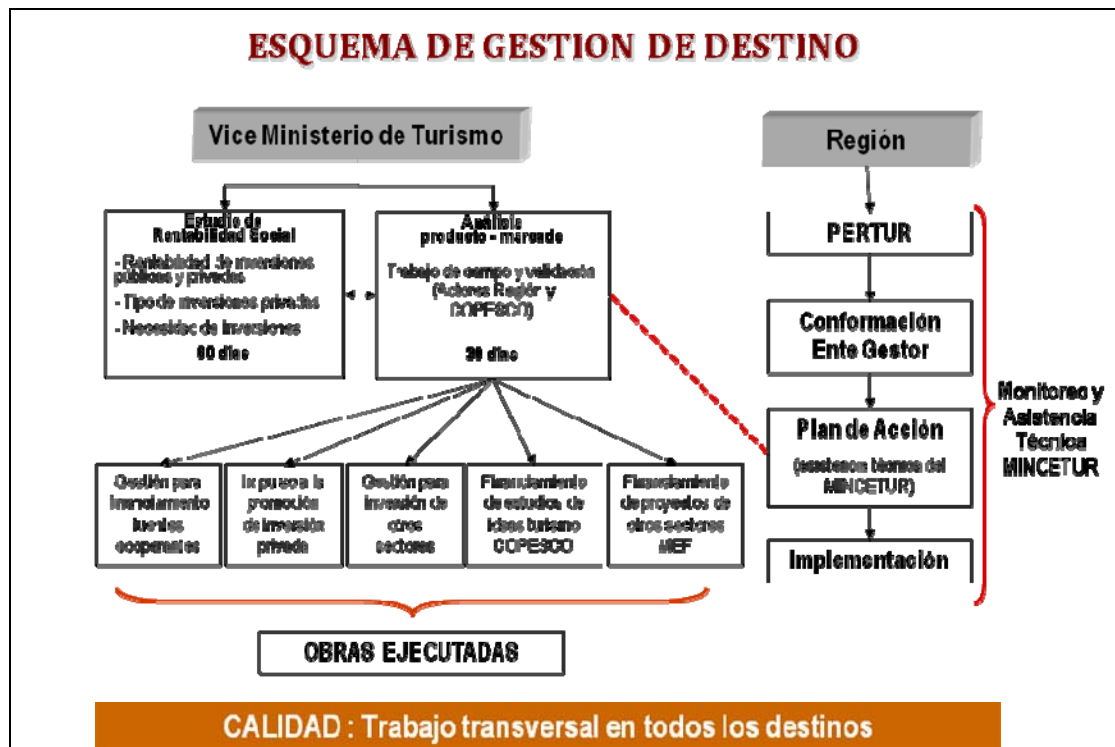 ESQUEMA DE GESTION DE DESTINO
Vice Ministerio de Turismo
Estudio de
Rentabilidad Social
- Rentabilidad de inversiones
públicas y privadas
- Tipo de inversiones privadas
- Necesidad de inversiones
Análisis
producto - mercado
Trabajo de campo y validación
(Actores Región y
COPESCO)
Gestión para
financiamiento
fuentes
cooperantes
Impulso a la
promoción
de inversión
privada
Gestión para
inversión de
otros
sectores
Financiamiento
de estudios de
ideas turismo
COPESCO
Financiamiento
de proyectos de
otros sectores
MEF
OBRAS EJECUTADAS
Región
PERTUR
Conformación
Ente Gestor
Plan de Acción
(asistencia técnica del
MINCETUR)
Implementación
Monitoreo y
Asistencia
Técnica
MINCETUR
CALIDAD : Trabajo transversal en todos los destinos